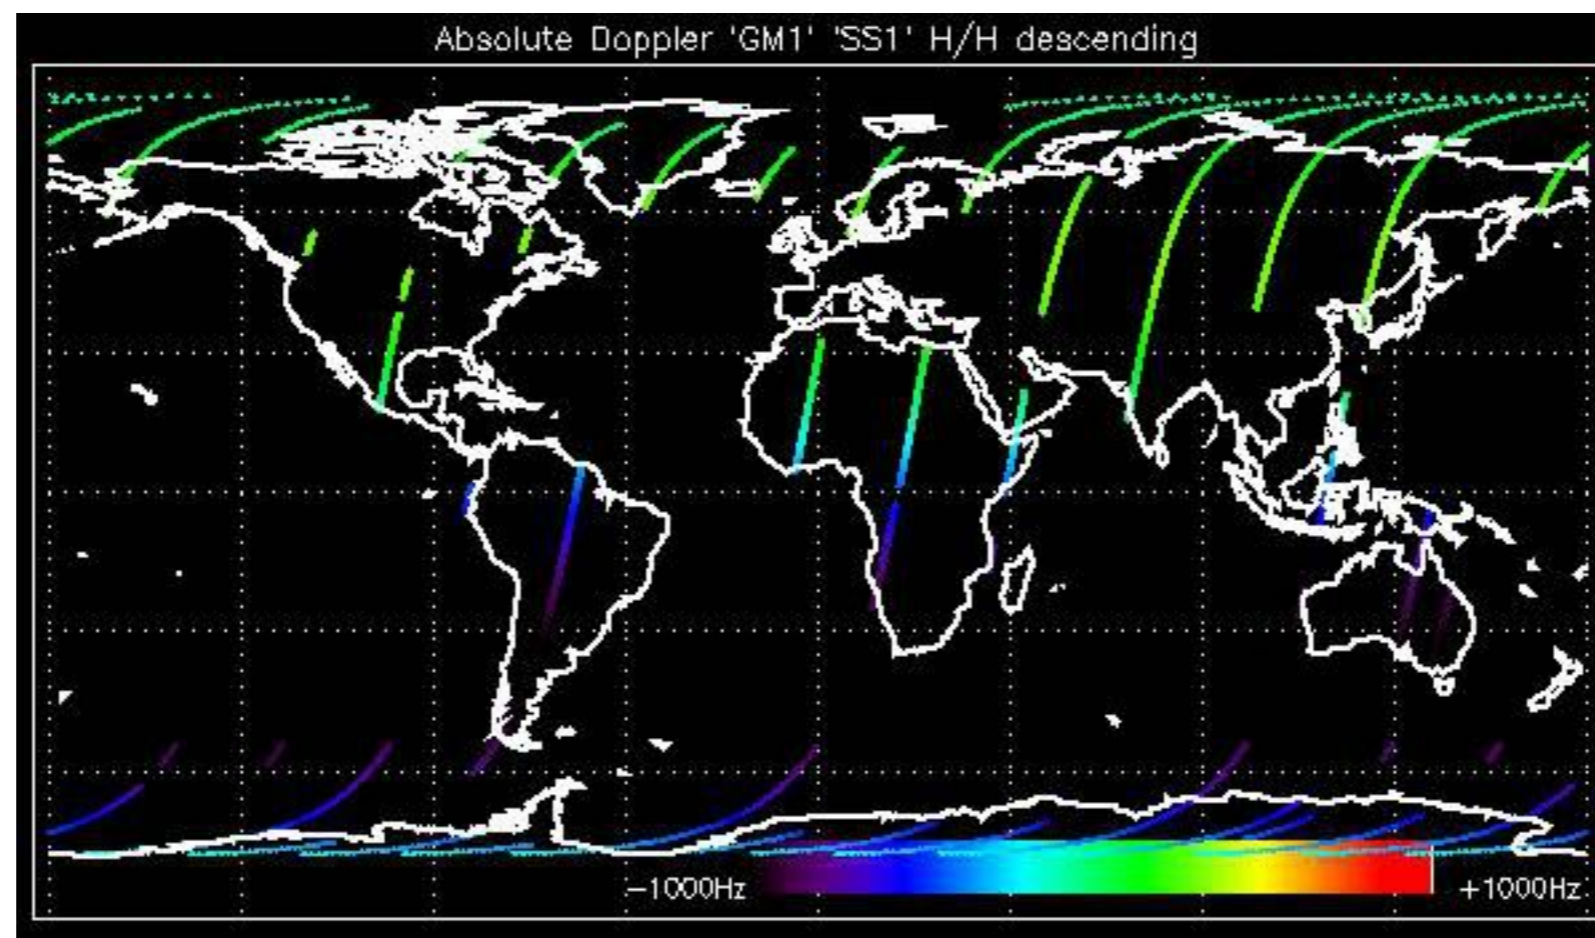 Absolute Doppler 'GM1' 'SS1' H/H descending
−1000Hz +1000Hz